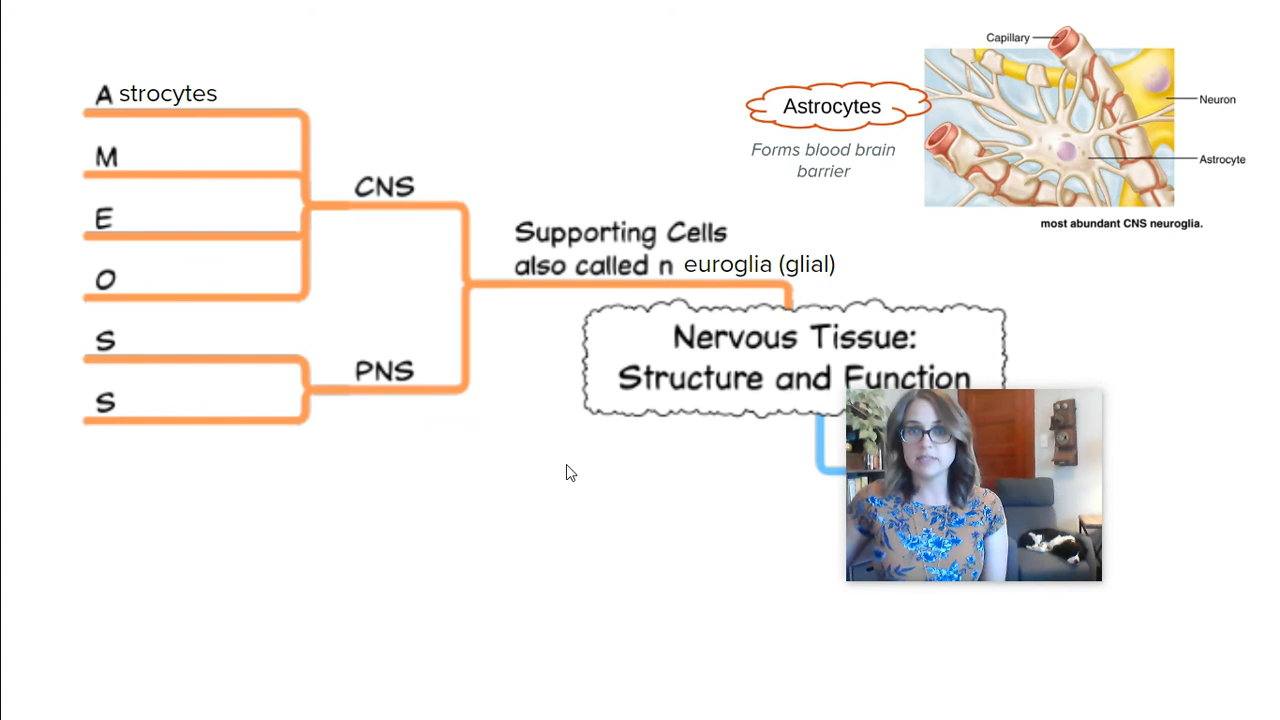 A strocytes
M
E
O
S
S
CNS
PNS
Supporting Cells
also called n euroglia (glial)
Nervous Tissue:
Structure and Function
Astrocytes
Forms blood brain
barrier
Capillary
Neuron
Astrocyte
most abundant CNS neuroglia.